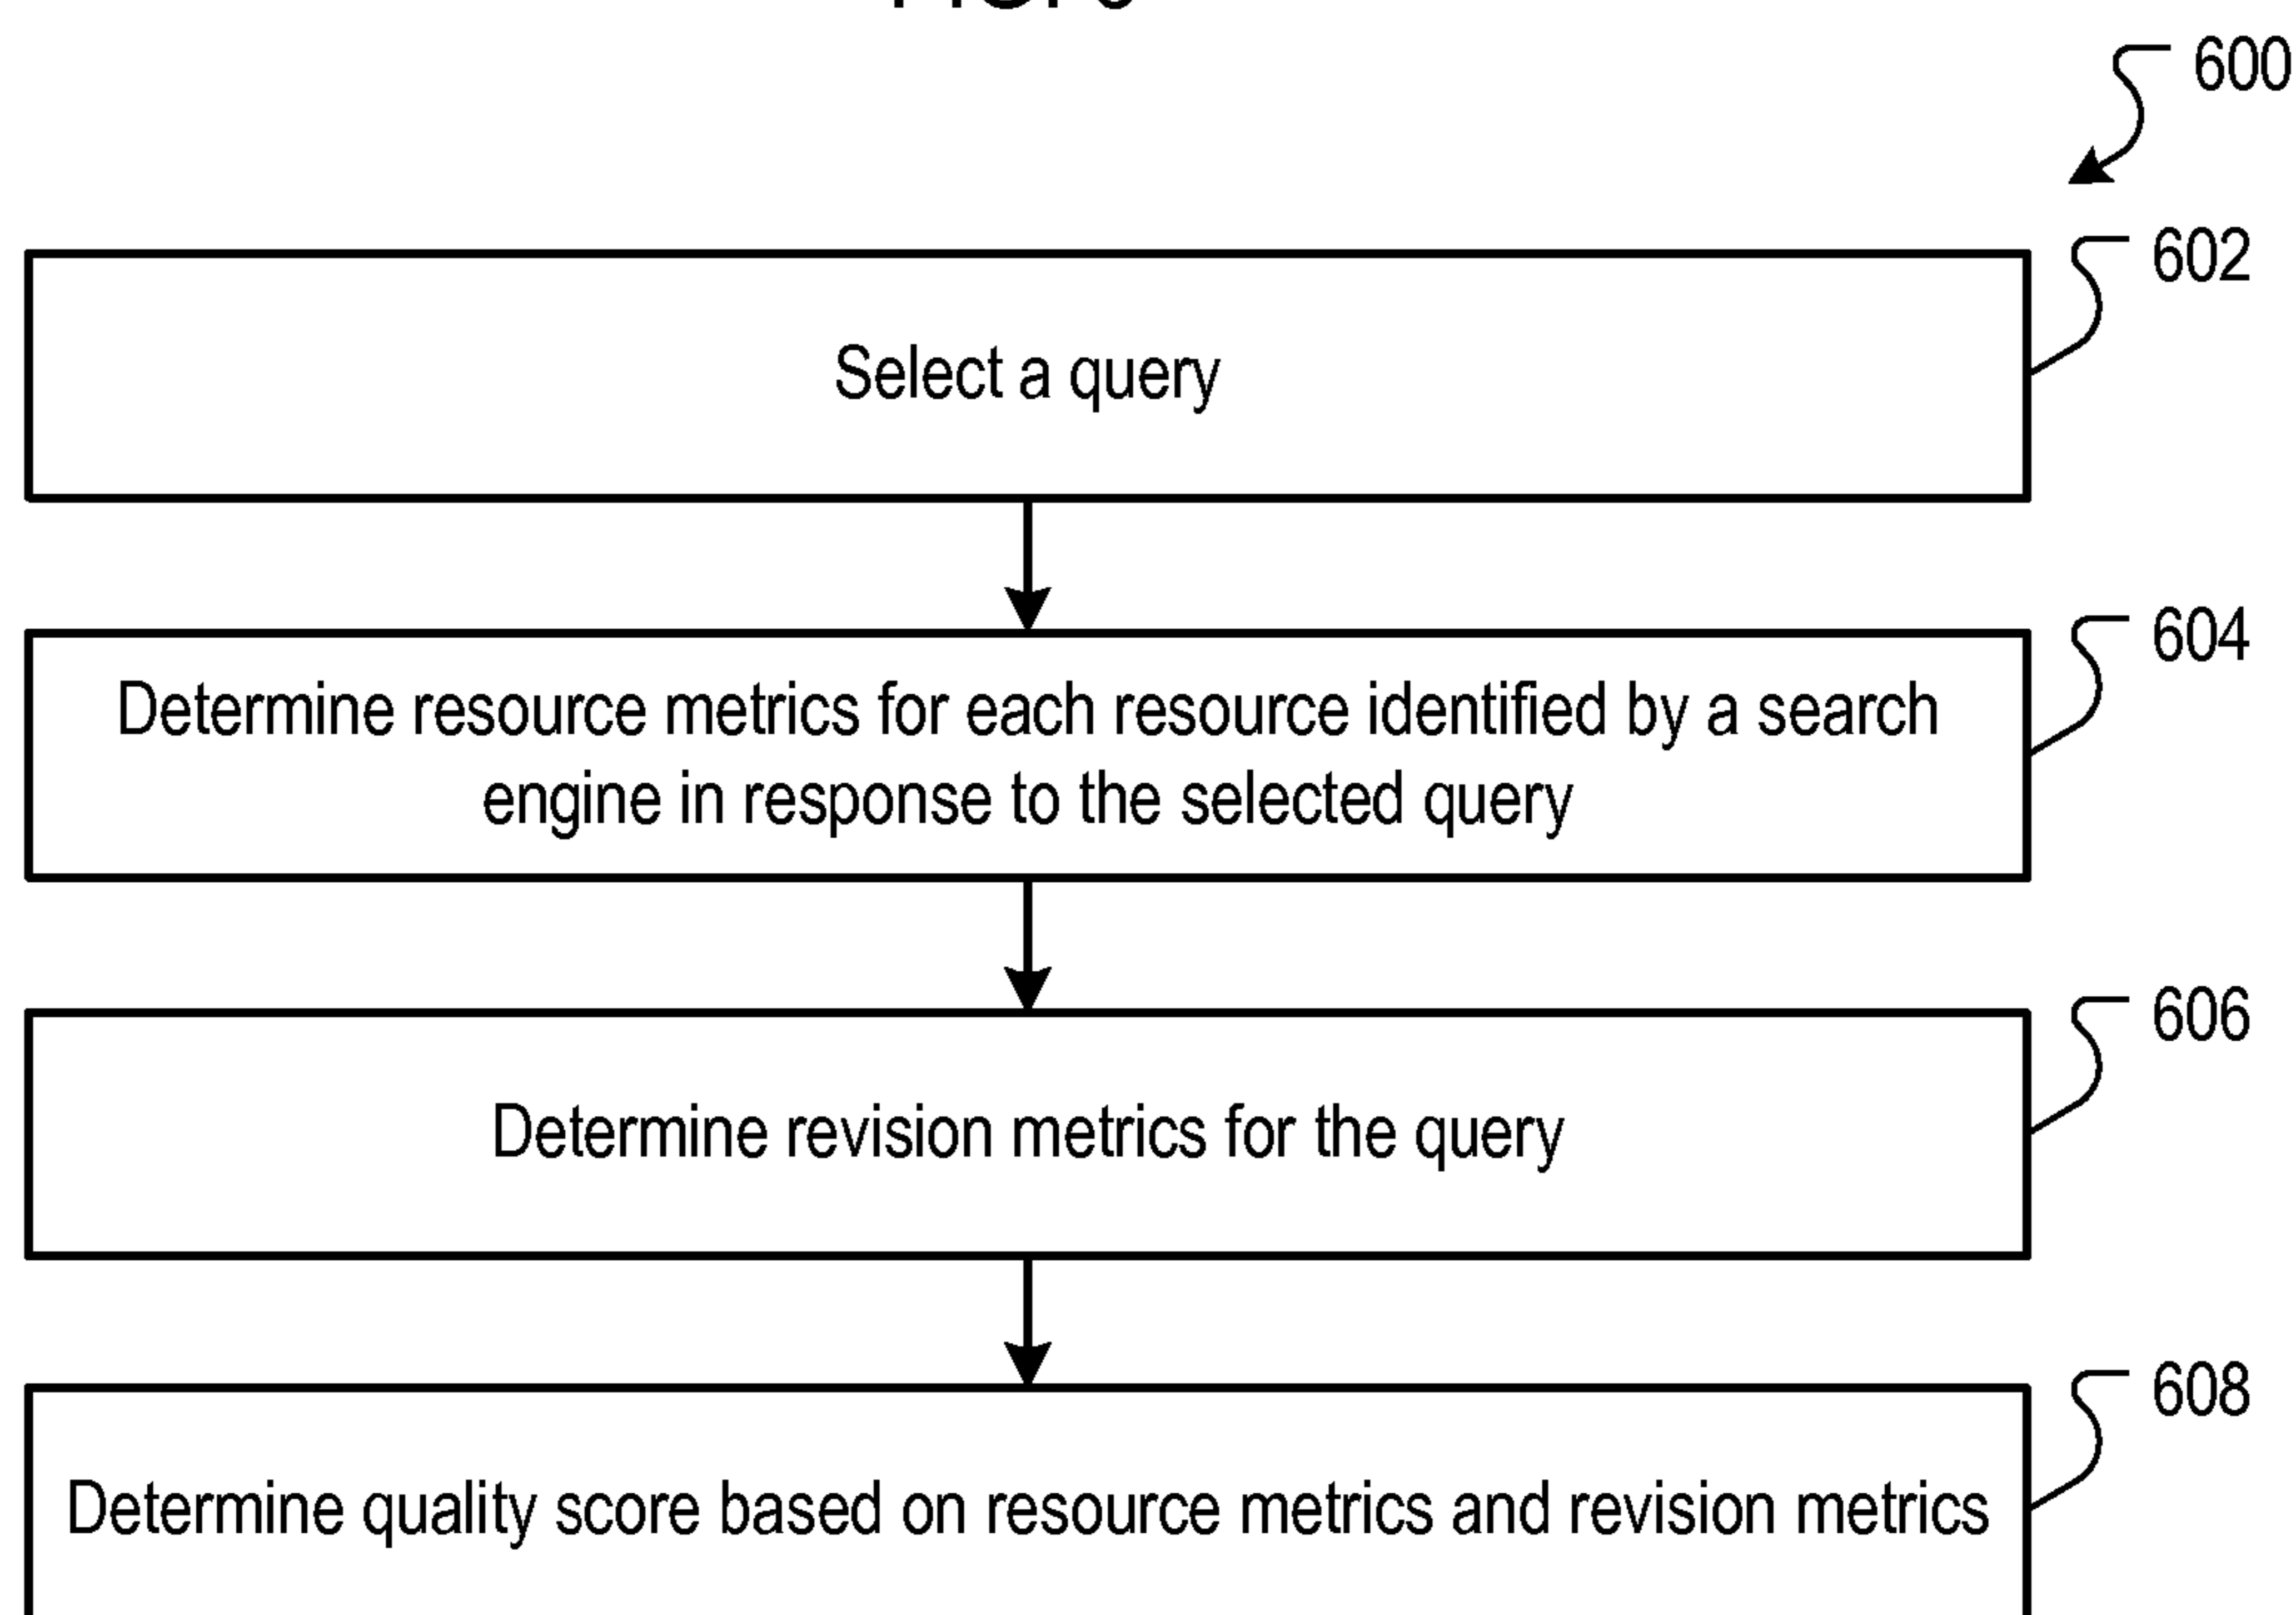 600
602
Select a query
604
Determine resource metrics for each resource identified by a search
engine in response to the selected query
606
Determine revision metrics for the query
608
Determine quality score based on resource metrics and revision metrics